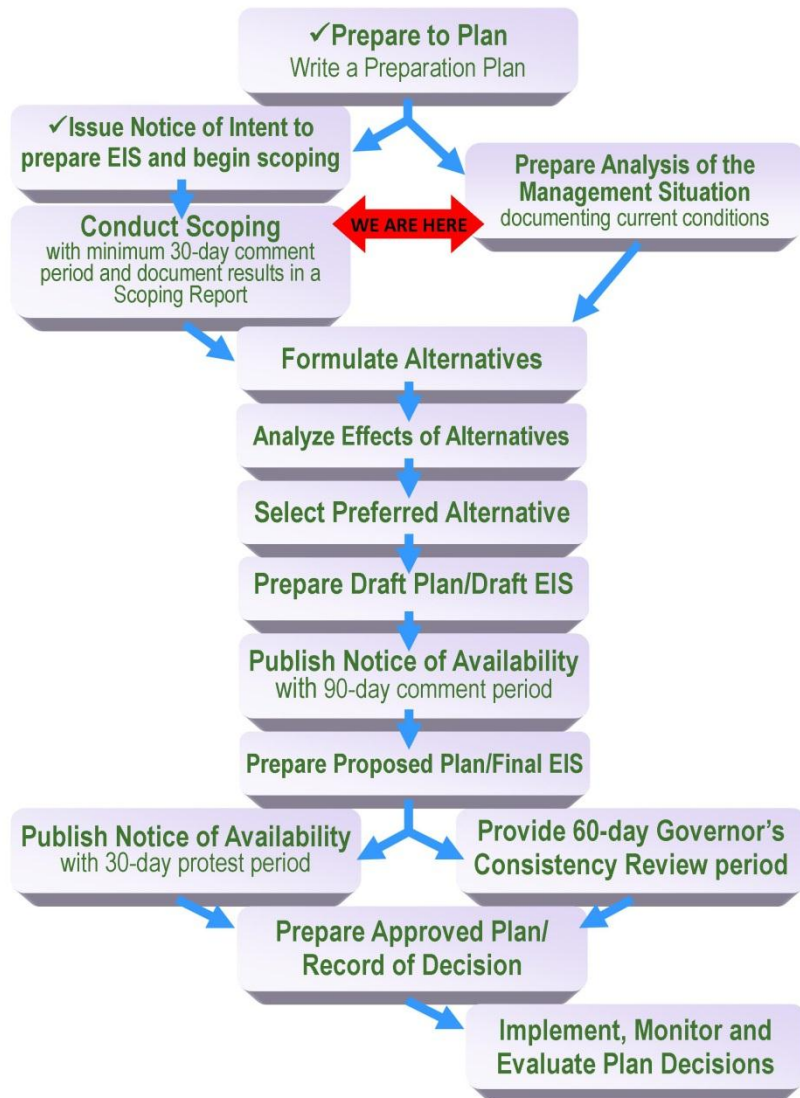 ✓Prepare to Plan
Write a Preparation Plan
✓Issue Notice of Intent to
prepare EIS and begin scoping
Prepare Analysis of the
Management Situation
documenting current conditions
Conduct Scoping
with minimum 30-day comment
period and document results in a
Scoping Report
WE ARE HERE
Formulate Alternatives
Analyze Effects of Alternatives
Select Preferred Alternative
Prepare Draft Plan/Draft EIS
Publish Notice of Availability
with 90-day comment period
Prepare Proposed Plan/Final EIS
Publish Notice of Availability
with 30-day protest period
Provide 60-day Governor's
Consistency Review period
Prepare Approved Plan/
Record of Decision
Implement, Monitor and
Evaluate Plan Decisions